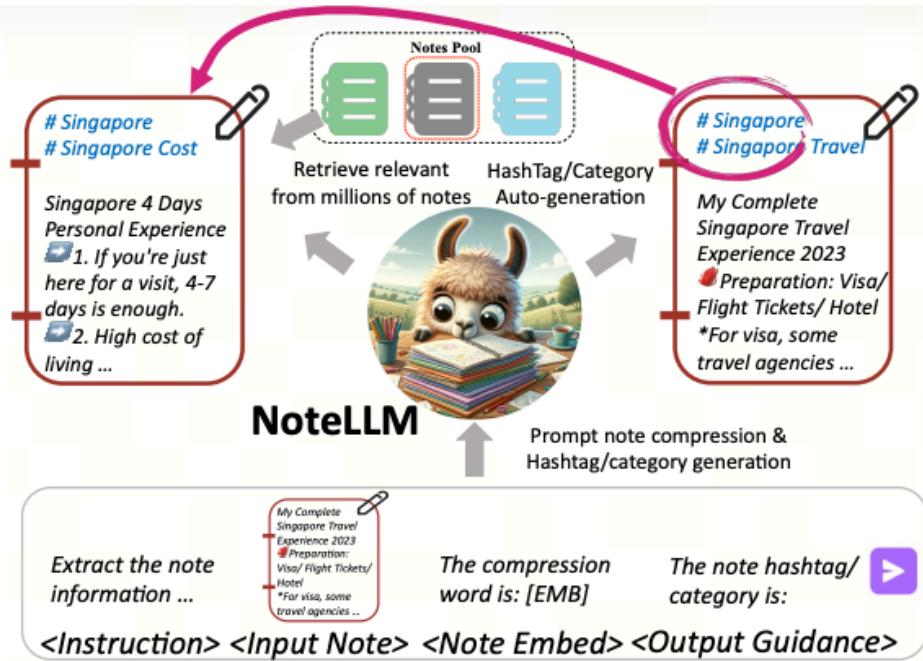 Notes Pool
# Singapore
# Singapore Cost
Singapore 4 Days
Personal Experience
➡️1. If you're just
here for a visit, 4-7
days is enough.
➡️2. High cost of
living ...
Retrieve relevant
from millions of notes
HashTag/Category
Auto-generation
# Singapore
# Singapore Travel
My Complete
Singapore Travel
Experience 2023
Preparation: Visa/
Flight Tickets/ Hotel
*For visa, some
travel agencies ...
NoteLLM
Prompt note compression &
Hashtag/category generation
Extract the note
information ...
<Instruction>
My Complete
Singapore Travel
Experience 2023
Preparation:
Visa/ Flight Tickets/
Hotel
*For visa, some
travel agencies ...
<Input Note>
The compression
word is: [EMB]
<Note Embed>
The note hashtag/
category is:
<Output Guidance>